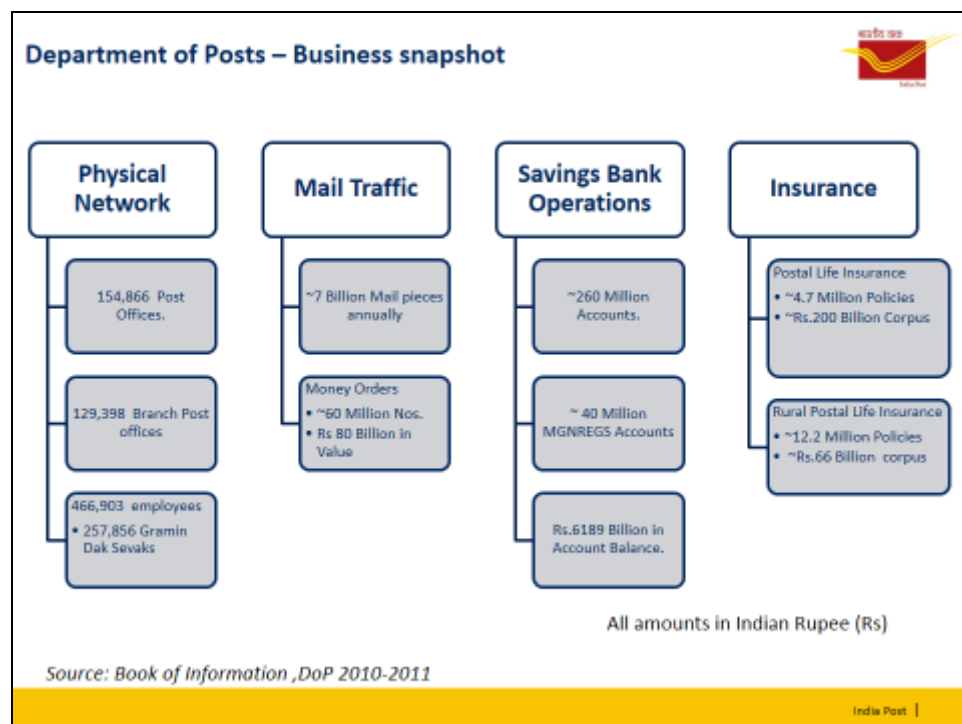 Department of Posts – Business snapshot
भारतीय डाक
India Post
Physical
Network
154,866 Post
Offices.
129,398 Branch Post
offices
466,903 employees
• 257,856 Gramin
Dak Sevaks
Mail Traffic
~7 Billion Mail pieces
annually
Money Orders
• ~60 Million Nos.
• Rs 80 Billion in
Value
Savings Bank
Operations
~260 Million
Accounts.
~ 40 Million
MGNREGS Accounts
Rs.6189 Billion in
Account Balance.
Insurance
Postal Life Insurance
• ~4.7 Million Policies
• ~Rs.200 Billion Corpus
Rural Postal Life Insurance
• ~12.2 Million Policies
• ~Rs.66 Billion corpus
All amounts in Indian Rupee (Rs)
Source: Book of Information ,DoP 2010-2011
India Post |